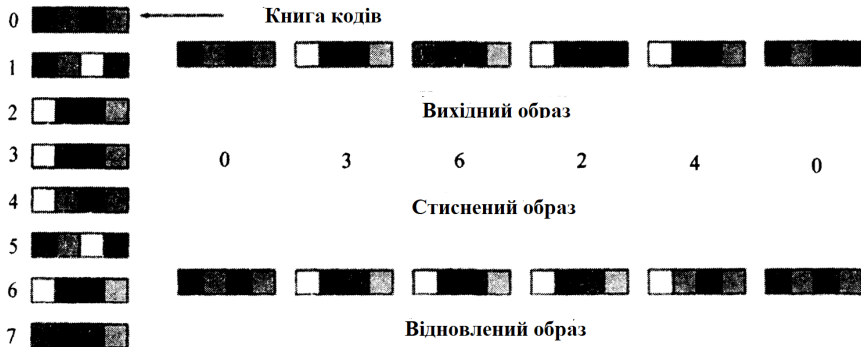 0 Книга кодів
1
2
Вихідний образ
3 0 3 6 2 4 0
4
Стиснений образ
5
6
7
Відновлений образ